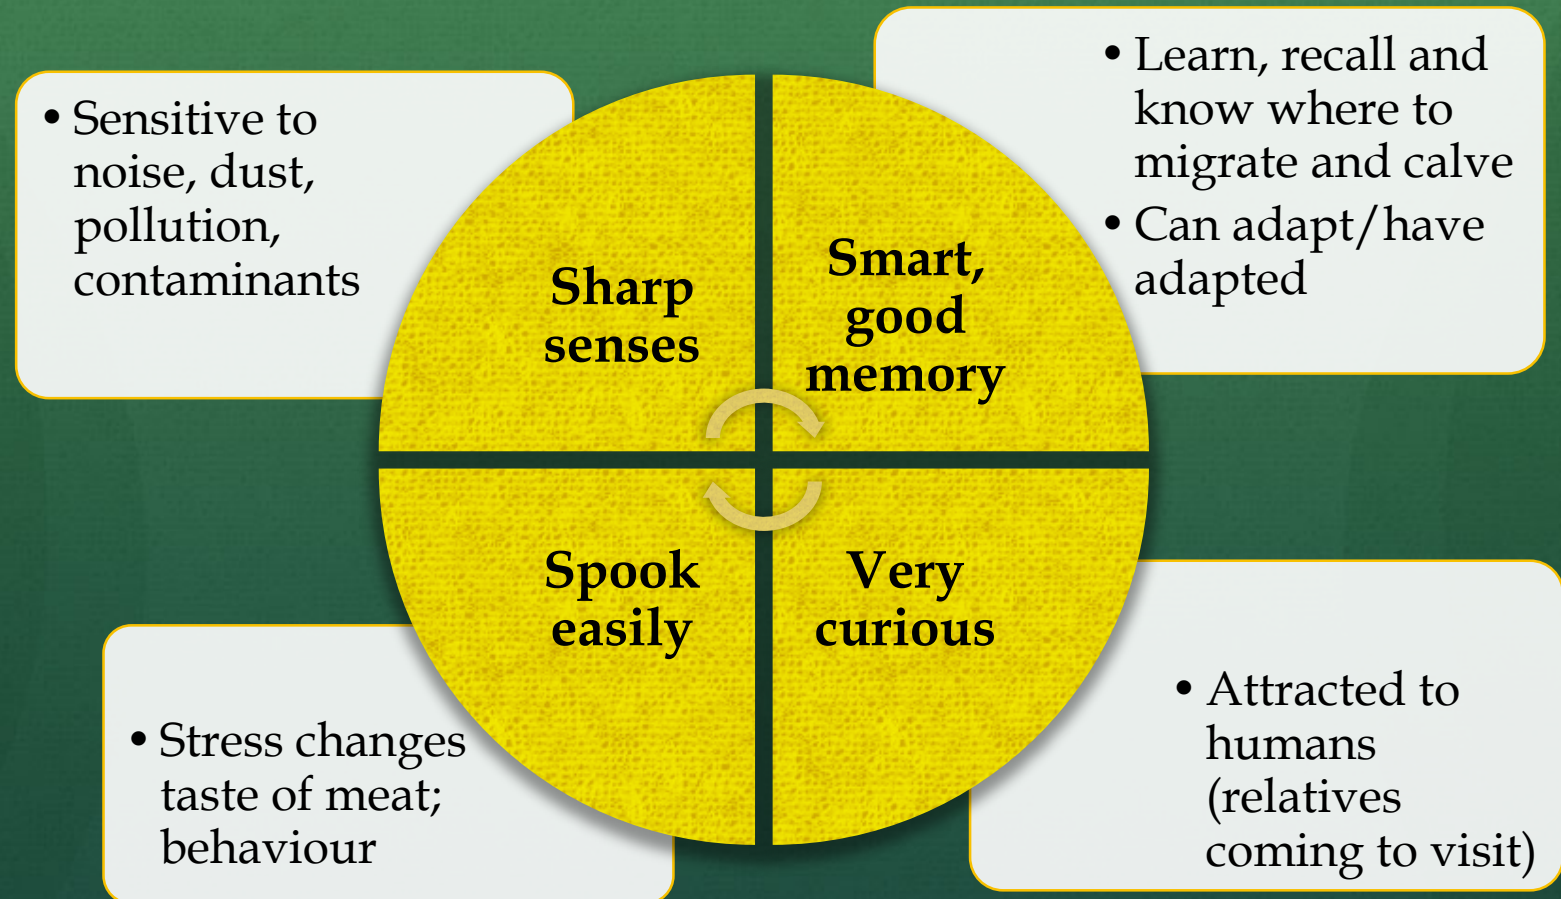 • Sensitive to
noise, dust,
pollution,
contaminants
Sharp
senses
• Learn, recall and
know where to
migrate and calve
• Can adapt/have
adapted
Smart,
good
memory
Spook
easily
• Stress changes
taste of meat;
behaviour
Very
curious
• Attracted to
humans
(relatives
coming to visit)